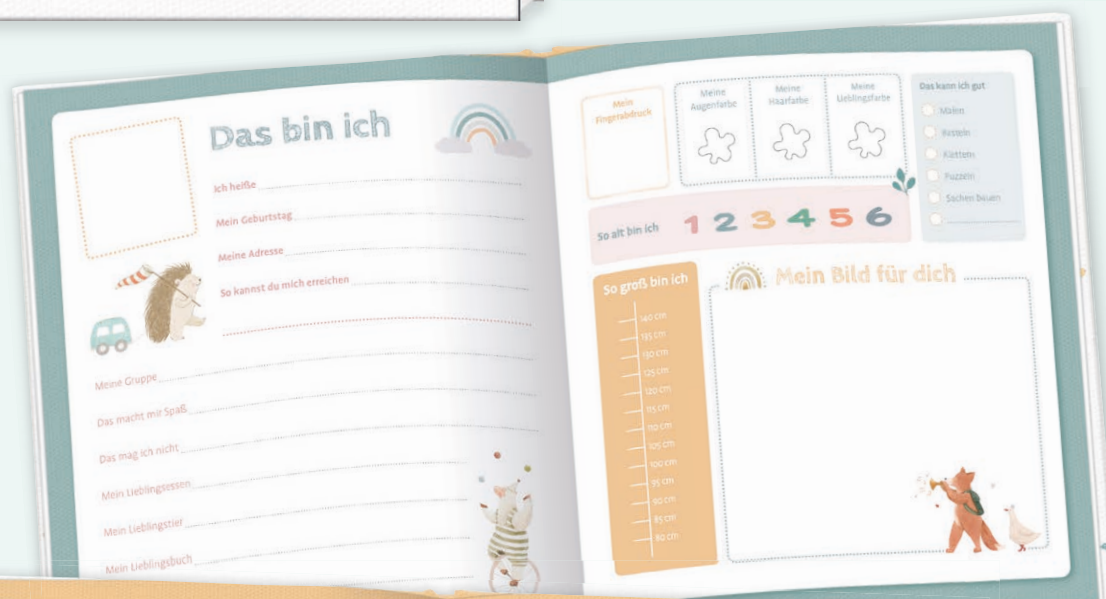 Das bin ich
Ich heiße
Mein Geburtstag
Meine Adresse
So kannst du mich erreichen
Meine Gruppe
Das macht mir Spaß
Das mag ich nicht
Mein Lieblingsessen
Mein Lieblingstier
Mein Lieblingsbuch
Mein
Fingerabdruck
Meine
Augenfarbe
Meine
Haarfarbe
Meine
Lieblingsfarbe
Das kann ich gut
Malen
Basteln
Klettern
Puzzeln
Sachen bauen
So alt bin ich 1 2 3 4 5 6
So groß bin ich
140 cm
135 cm
130 cm
125 cm
120 cm
115 cm
110 cm
105 cm
100 cm
95 cm
90 cm
85 cm
80 cm
Mein Bild für dich